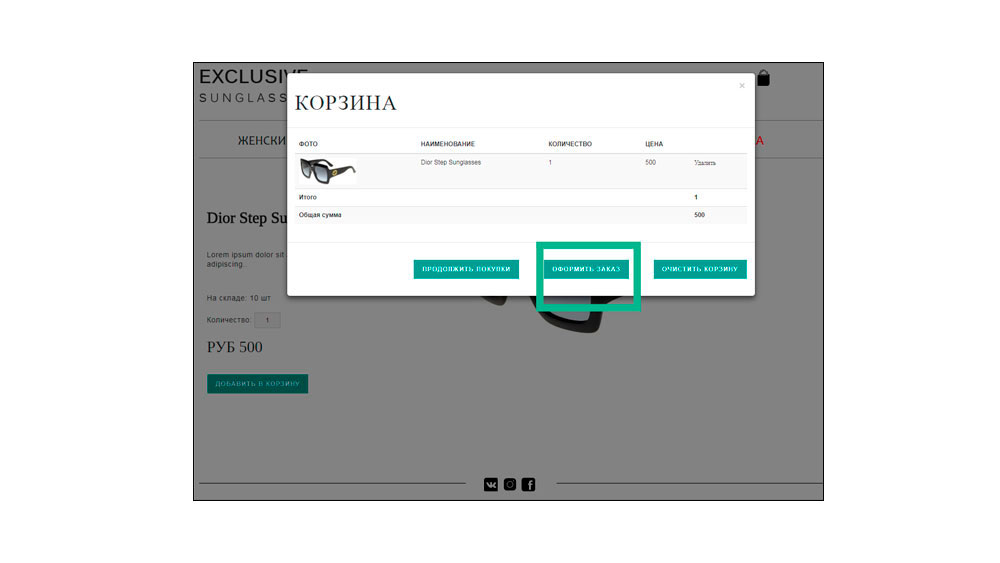 EXCLUSIVE
SUNGLASS
ЖЕНСКИ
А
×
КОРЗИНА
ФОТО НАИМЕНОВАНИЕ КОЛИЧЕСТВО ЦЕНА
Dior Step Sunglasses 1 500 Удалить
Итого 1
Общая сумма 500
ПРОДОЛЖИТЬ ПОКУПКИ ОФОРМИТЬ ЗАКАЗ ОЧИСТИТЬ КОРЗИНУ
Dior Step Su
Lorem ipsum dolor sit
adipiscing.
На складе: 10 шт
Количество: 1
РУБ 500
ДОБАВИТЬ В КОРЗИНУ